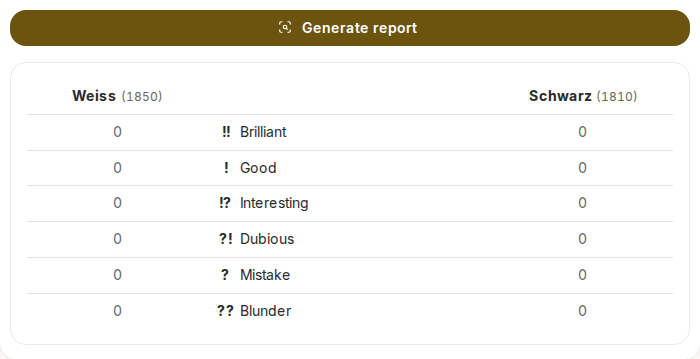 Generate report
Weiss (1850) Schwarz (1810)
0 !! Brilliant 0
0 ! Good 0
0 !? Interesting 0
0 ?! Dubious 0
0 ? Mistake 0
0 ?? Blunder 0